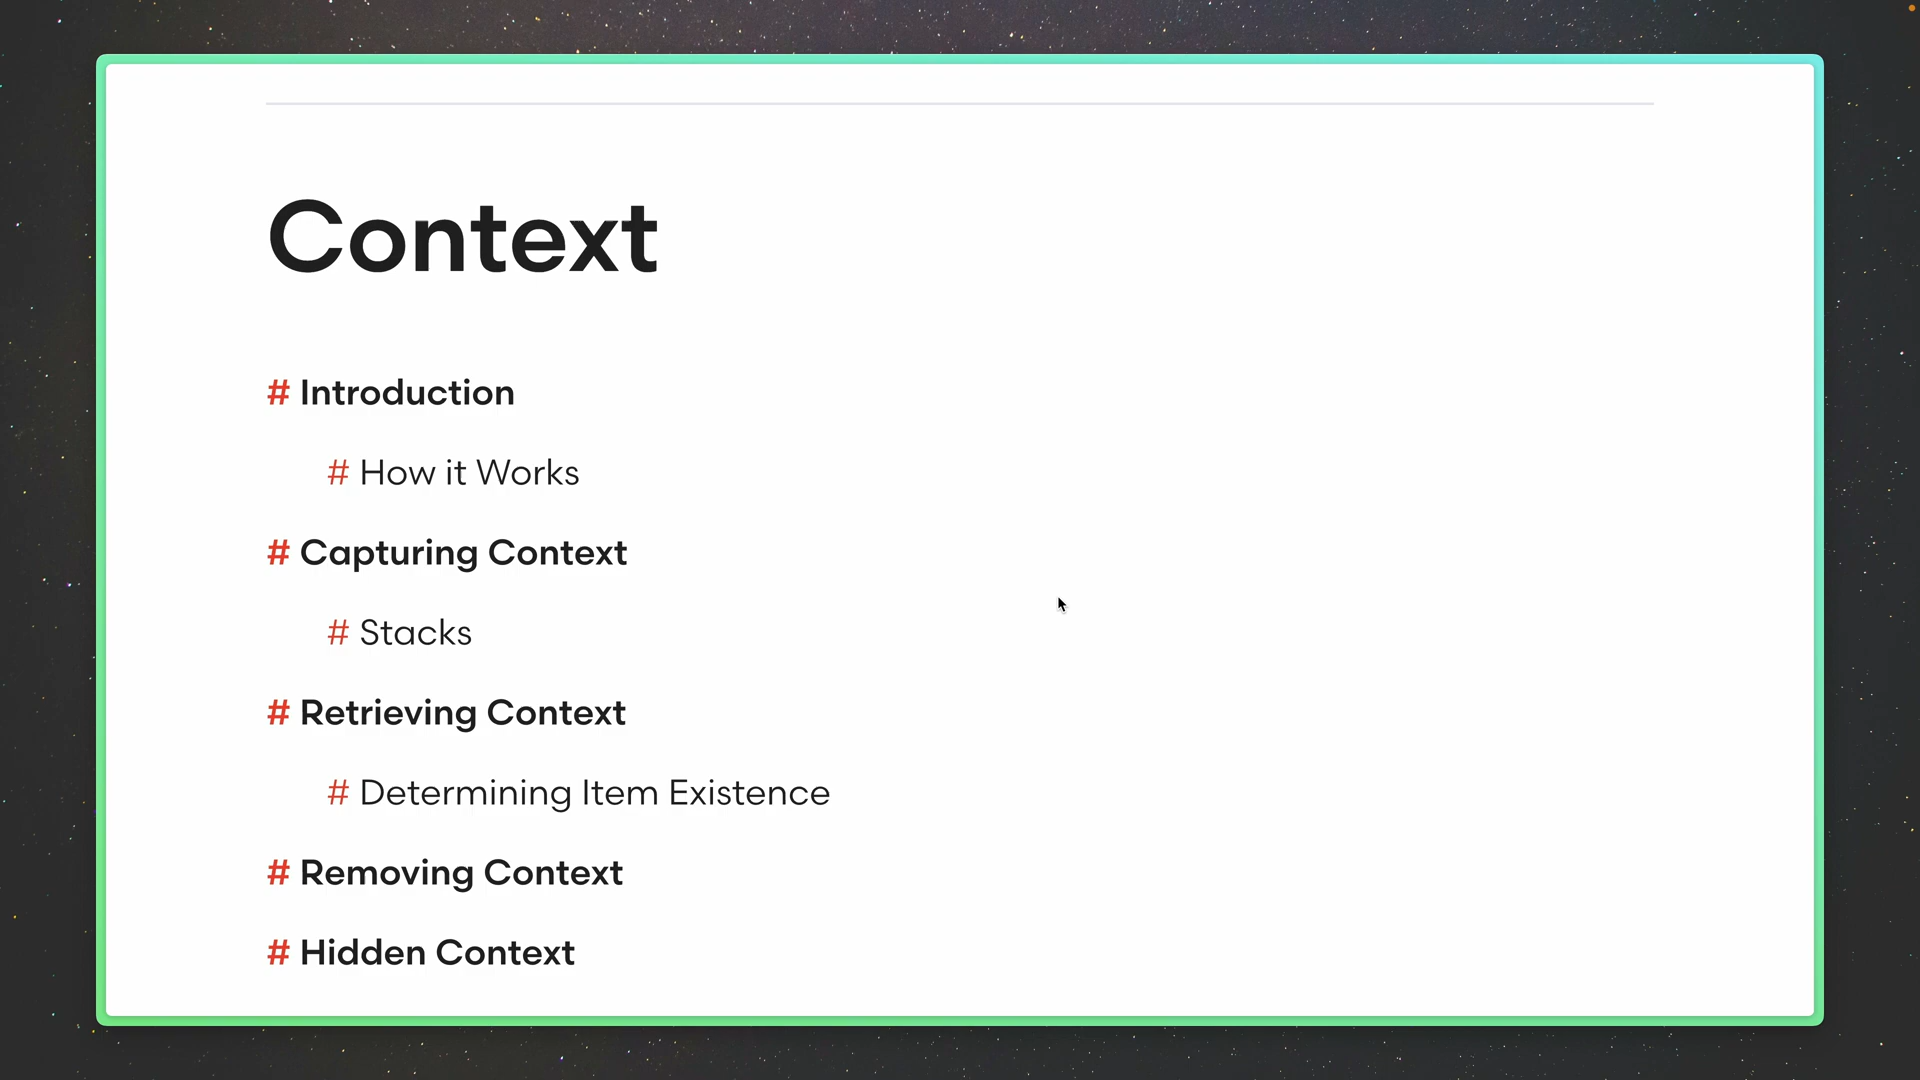 Context
# Introduction
# How it Works
# Capturing Context
# Stacks
# Retrieving Context
# Determining Item Existence
# Removing Context
# Hidden Context